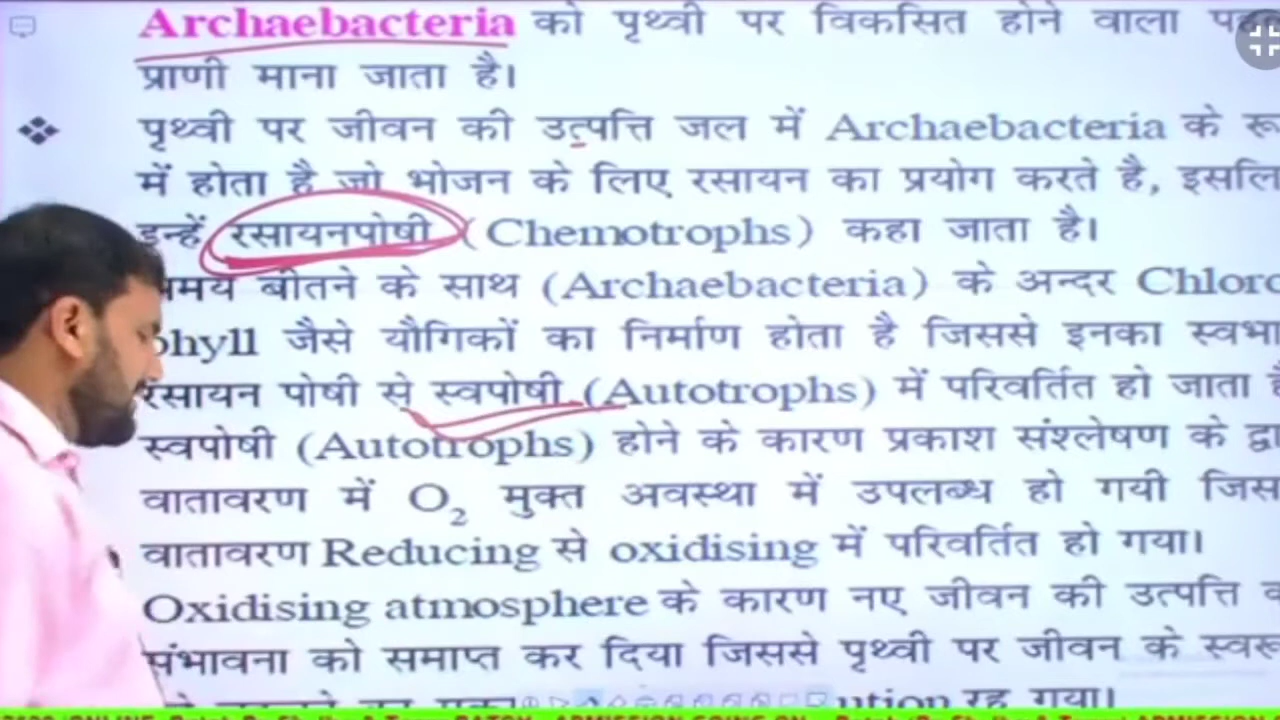 Archaebacteria को पृथ्वी पर विकसित होने वाला
प्राणी माना जाता है।
❖ पृथ्वी पर जीवन की उत्पत्ति जल में Archaebacteria के
में होता है जो भोजन के लिए रसायन का प्रयोग करते है,
इन्हें रसायनपोषी (Chemotrophs) कहा जाता है।
बीतने के साथ (Archaebacteria) के अन्दर Chloro
phyll जैसे यौगिकों का निर्माण होता है जिससे इनका
रसायन पोषी से स्वपोषी (Autotrophs) में परिवर्तित हो जाता
स्वपोषी (Autotrophs) होने के कारण प्रकाश संश्लेषण के
वातावरण में O₂ मुक्त अवस्था में उपलब्ध हो गयी
वातावरण Reducing से oxidising में परिवर्तित हो गया।
Oxidising atmosphere के कारण नए जीवन की उत्पत्ति
संभावना को समाप्त कर दिया जिससे पृथ्वी पर जीवन के
ution रह गया।